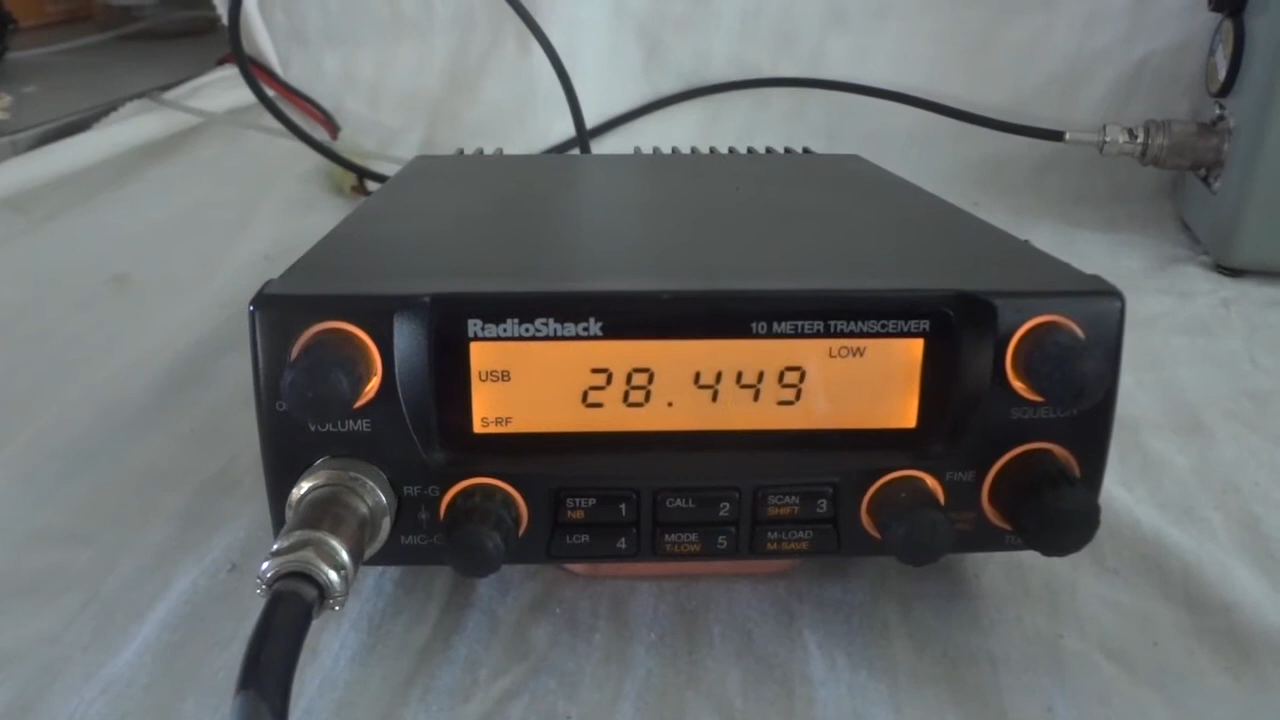 RadioShack
10 METER TRANSCEIVER
LOW
USB
28.449
S-RF
VOLUME
SQUELCH
RF-G
FINE
STEP 1
NB
CALL 2
SCAN 3
SHIFT
LCR 4
MODE 5
T-LOW
M-LOAD
M-SAVE